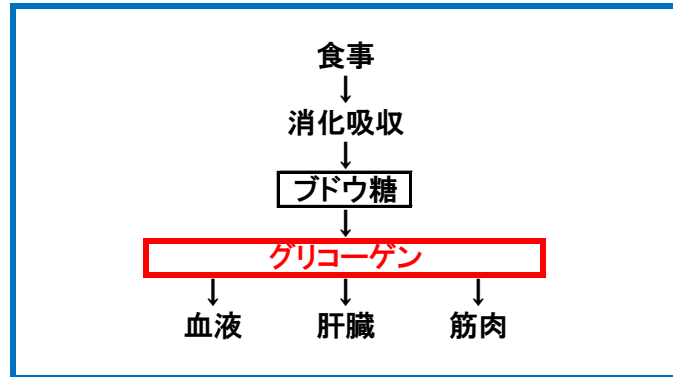 食事
消化吸収
ブドウ糖
グリコーゲン
血液 肝臓 筋肉